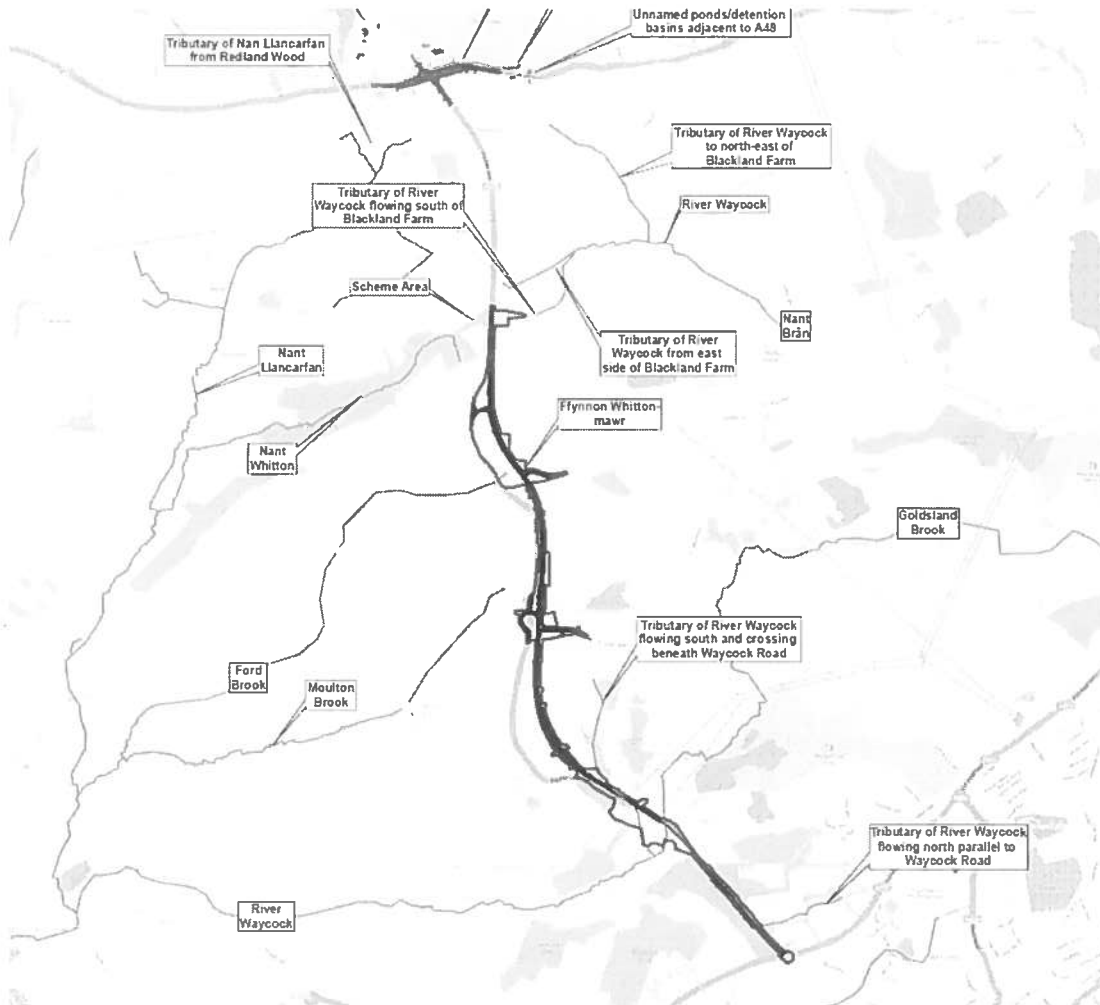 Unnamed ponds/detention
basins adjacent to A48
Tributary of Nan Llancarfan
from Redland Wood
Tributary of River Waycock
to north-east of
Blackland Farm
Tributary of River
Waycock flowing south of
Blackland Farm
River Waycock
Scheme Area
Nant
Brân
Tributary of River
Waycock from east
side of Blackland Farm
Nant
Llancarfan
Ffynnon Whitton-
mawr
Nant
Whitton
Goldsland
Brook
Tributary of River Waycock
flowing south and crossing
beneath Waycock Road
Ford
Brook
Moulton
Brook
Tributary of River Waycock
flowing north parallel to
Waycock Road
River
Waycock